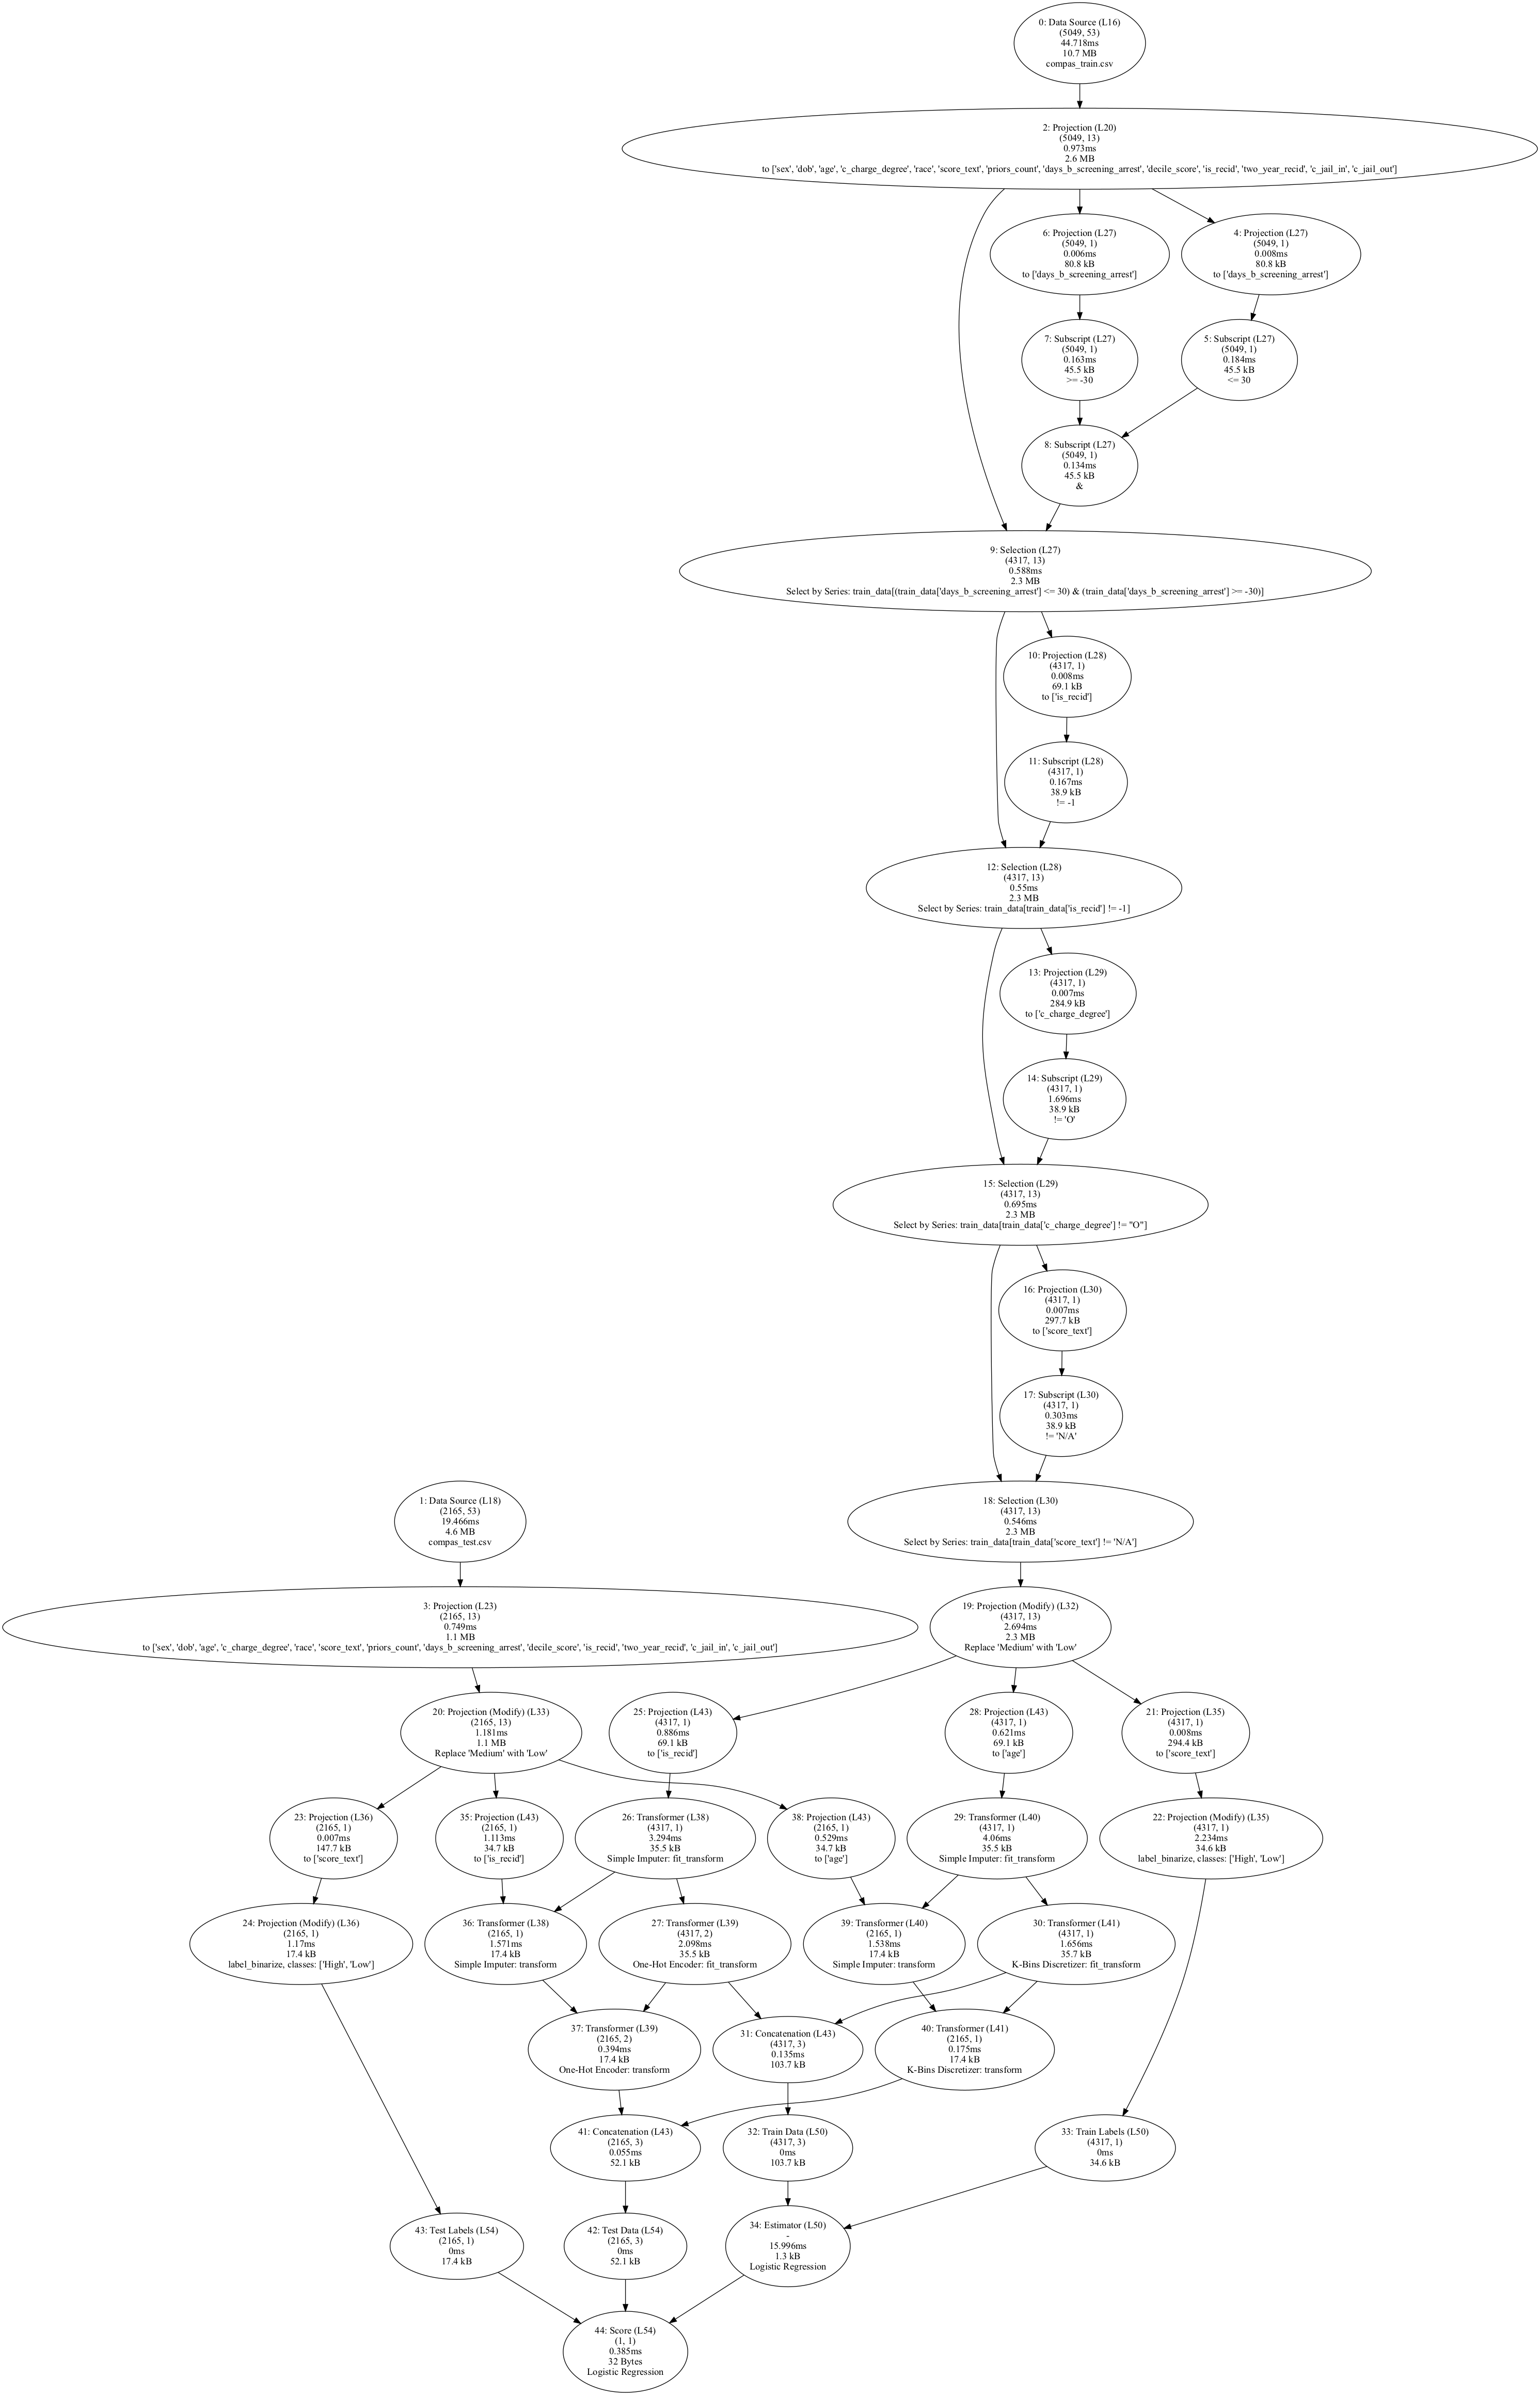 0: Data Source (L16)
(5049, 53)
44.718ms
10.7 MB
compas_train.csv
2: Projection (L20)
(5049, 13)
0.973ms
2.6 MB
to ['sex', 'dob', 'age', 'c_charge_degree', 'race', 'score_text', 'priors_count', 'days_b_screening_arrest', 'decile_score', 'is_recid', 'two_year_recid', 'c_jail_in', 'c_jail_out']
6: Projection (L27)
(5049, 1)
0.006ms
80.8 kB
to ['days_b_screening_arrest']
4: Projection (L27)
(5049, 1)
0.008ms
80.8 kB
to ['days_b_screening_arrest']
7: Subscript (L27)
(5049, 1)
0.163ms
45.5 kB
>= -30
5: Subscript (L27)
(5049, 1)
0.184ms
45.5 kB
<= 30
8: Subscript (L27)
(5049, 1)
0.134ms
45.5 kB
&
9: Selection (L27)
(4317, 13)
0.588ms
2.3 MB
Select by Series: train_data[(train_data['days_b_screening_arrest'] <= 30) & (train_data['days_b_screening_arrest'] >= -30)]
10: Projection (L28)
(4317, 1)
0.008ms
69.1 kB
to ['is_recid']
11: Subscript (L28)
(4317, 1)
0.167ms
38.9 kB
!= -1
12: Selection (L28)
(4317, 13)
0.55ms
2.3 MB
Select by Series: train_data[train_data['is_recid'] != -1]
13: Projection (L29)
(4317, 1)
0.007ms
284.9 kB
to ['c_charge_degree']
14: Subscript (L29)
(4317, 1)
1.696ms
38.9 kB
!= 'O'
15: Selection (L29)
(4317, 13)
0.695ms
2.3 MB
Select by Series: train_data[train_data['c_charge_degree'] != "O"]
16: Projection (L30)
(4317, 1)
0.007ms
297.7 kB
to ['score_text']
17: Subscript (L30)
(4317, 1)
0.303ms
38.9 kB
!= 'N/A'
1: Data Source (L18)
(2165, 53)
19.466ms
4.6 MB
compas_test.csv
18: Selection (L30)
(4317, 13)
0.546ms
2.3 MB
Select by Series: train_data[train_data['score_text'] != 'N/A']
3: Projection (L23)
(2165, 13)
0.749ms
1.1 MB
to ['sex', 'dob', 'age', 'c_charge_degree', 'race', 'score_text', 'priors_count', 'days_b_screening_arrest', 'decile_score', 'is_recid', 'two_year_recid', 'c_jail_in', 'c_jail_out']
19: Projection (Modify) (L32)
(4317, 13)
2.694ms
2.3 MB
Replace 'Medium' with 'Low'
20: Projection (Modify) (L33)
(2165, 13)
1.181ms
1.1 MB
Replace 'Medium' with 'Low'
25: Projection (L43)
(4317, 1)
0.886ms
69.1 kB
to ['is_recid']
28: Projection (L43)
(4317, 1)
0.621ms
69.1 kB
to ['age']
21: Projection (L35)
(4317, 1)
0.008ms
294.4 kB
to ['score_text']
23: Projection (L36)
(2165, 1)
0.007ms
147.7 kB
to ['score_text']
35: Projection (L43)
(2165, 1)
1.113ms
34.7 kB
to ['is_recid']
26: Transformer (L38)
(4317, 1)
3.294ms
35.5 kB
Simple Imputer: fit_transform
38: Projection (L43)
(2165, 1)
0.529ms
34.7 kB
to ['age']
29: Transformer (L40)
(4317, 1)
4.06ms
35.5 kB
Simple Imputer: fit_transform
22: Projection (Modify) (L35)
(4317, 1)
2.234ms
34.6 kB
label_binarize, classes: ['High', 'Low']
24: Projection (Modify) (L36)
(2165, 1)
1.17ms
17.4 kB
label_binarize, classes: ['High', 'Low']
36: Transformer (L38)
(2165, 1)
1.571ms
17.4 kB
Simple Imputer: transform
27: Transformer (L39)
(4317, 2)
2.098ms
35.5 kB
One-Hot Encoder: fit_transform
39: Transformer (L40)
(2165, 1)
1.538ms
17.4 kB
Simple Imputer: transform
30: Transformer (L41)
(4317, 1)
1.656ms
35.7 kB
K-Bins Discretizer: fit_transform
37: Transformer (L39)
(2165, 2)
0.394ms
17.4 kB
One-Hot Encoder: transform
31: Concatenation (L43)
(4317, 3)
0.135ms
103.7 kB
40: Transformer (L41)
(2165, 1)
0.175ms
17.4 kB
K-Bins Discretizer: transform
41: Concatenation (L43)
(2165, 3)
0.055ms
52.1 kB
32: Train Data (L50)
(4317, 3)
0ms
103.7 kB
33: Train Labels (L50)
(4317, 1)
0ms
34.6 kB
43: Test Labels (L54)
(2165, 1)
0ms
17.4 kB
42: Test Data (L54)
(2165, 3)
0ms
52.1 kB
34: Estimator (L50)
-
15.996ms
1.3 kB
Logistic Regression
44: Score (L54)
(1, 1)
0.385ms
32 Bytes
Logistic Regression